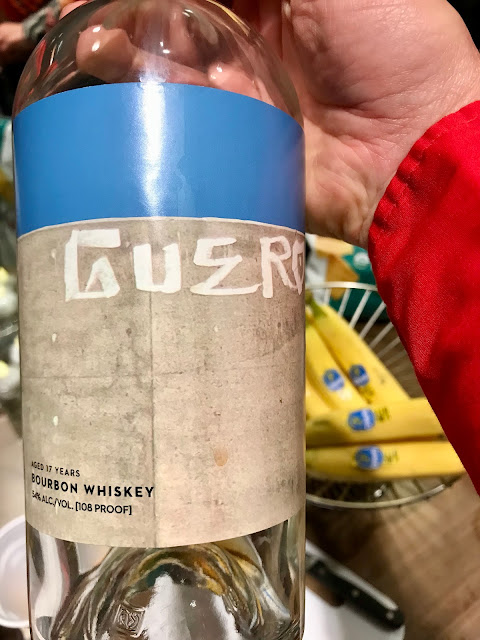 GUERO
AGED 17 YEARS
BOURBON WHISKEY
54% ALC./VOL. [108 PROOF]